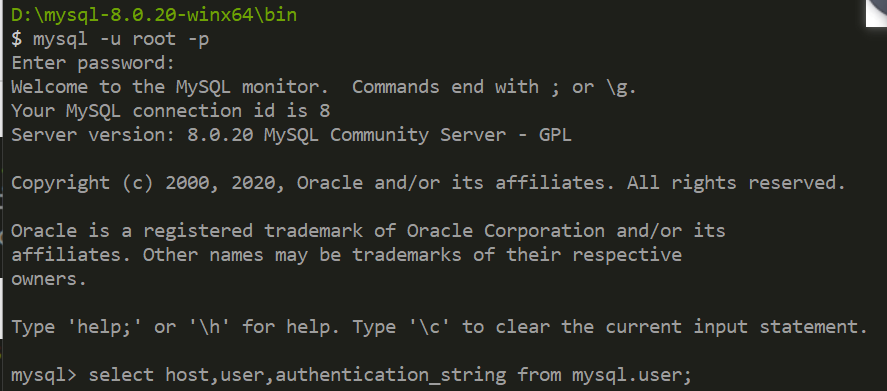 D:\mysql-8.0.20-winx64\bin
$ mysql -u root -p
Enter password:
Welcome to the MySQL monitor.  Commands end with ; or \g.
Your MySQL connection id is 8
Server version: 8.0.20 MySQL Community Server - GPL
Copyright (c) 2000, 2020, Oracle and/or its affiliates. All rights reserved.
Oracle is a registered trademark of Oracle Corporation and/or its
affiliates. Other names may be trademarks of their respective
owners.
Type 'help;' or '\h' for help. Type '\c' to clear the current input statement.
mysql> select host,user,authentication_string from mysql.user;